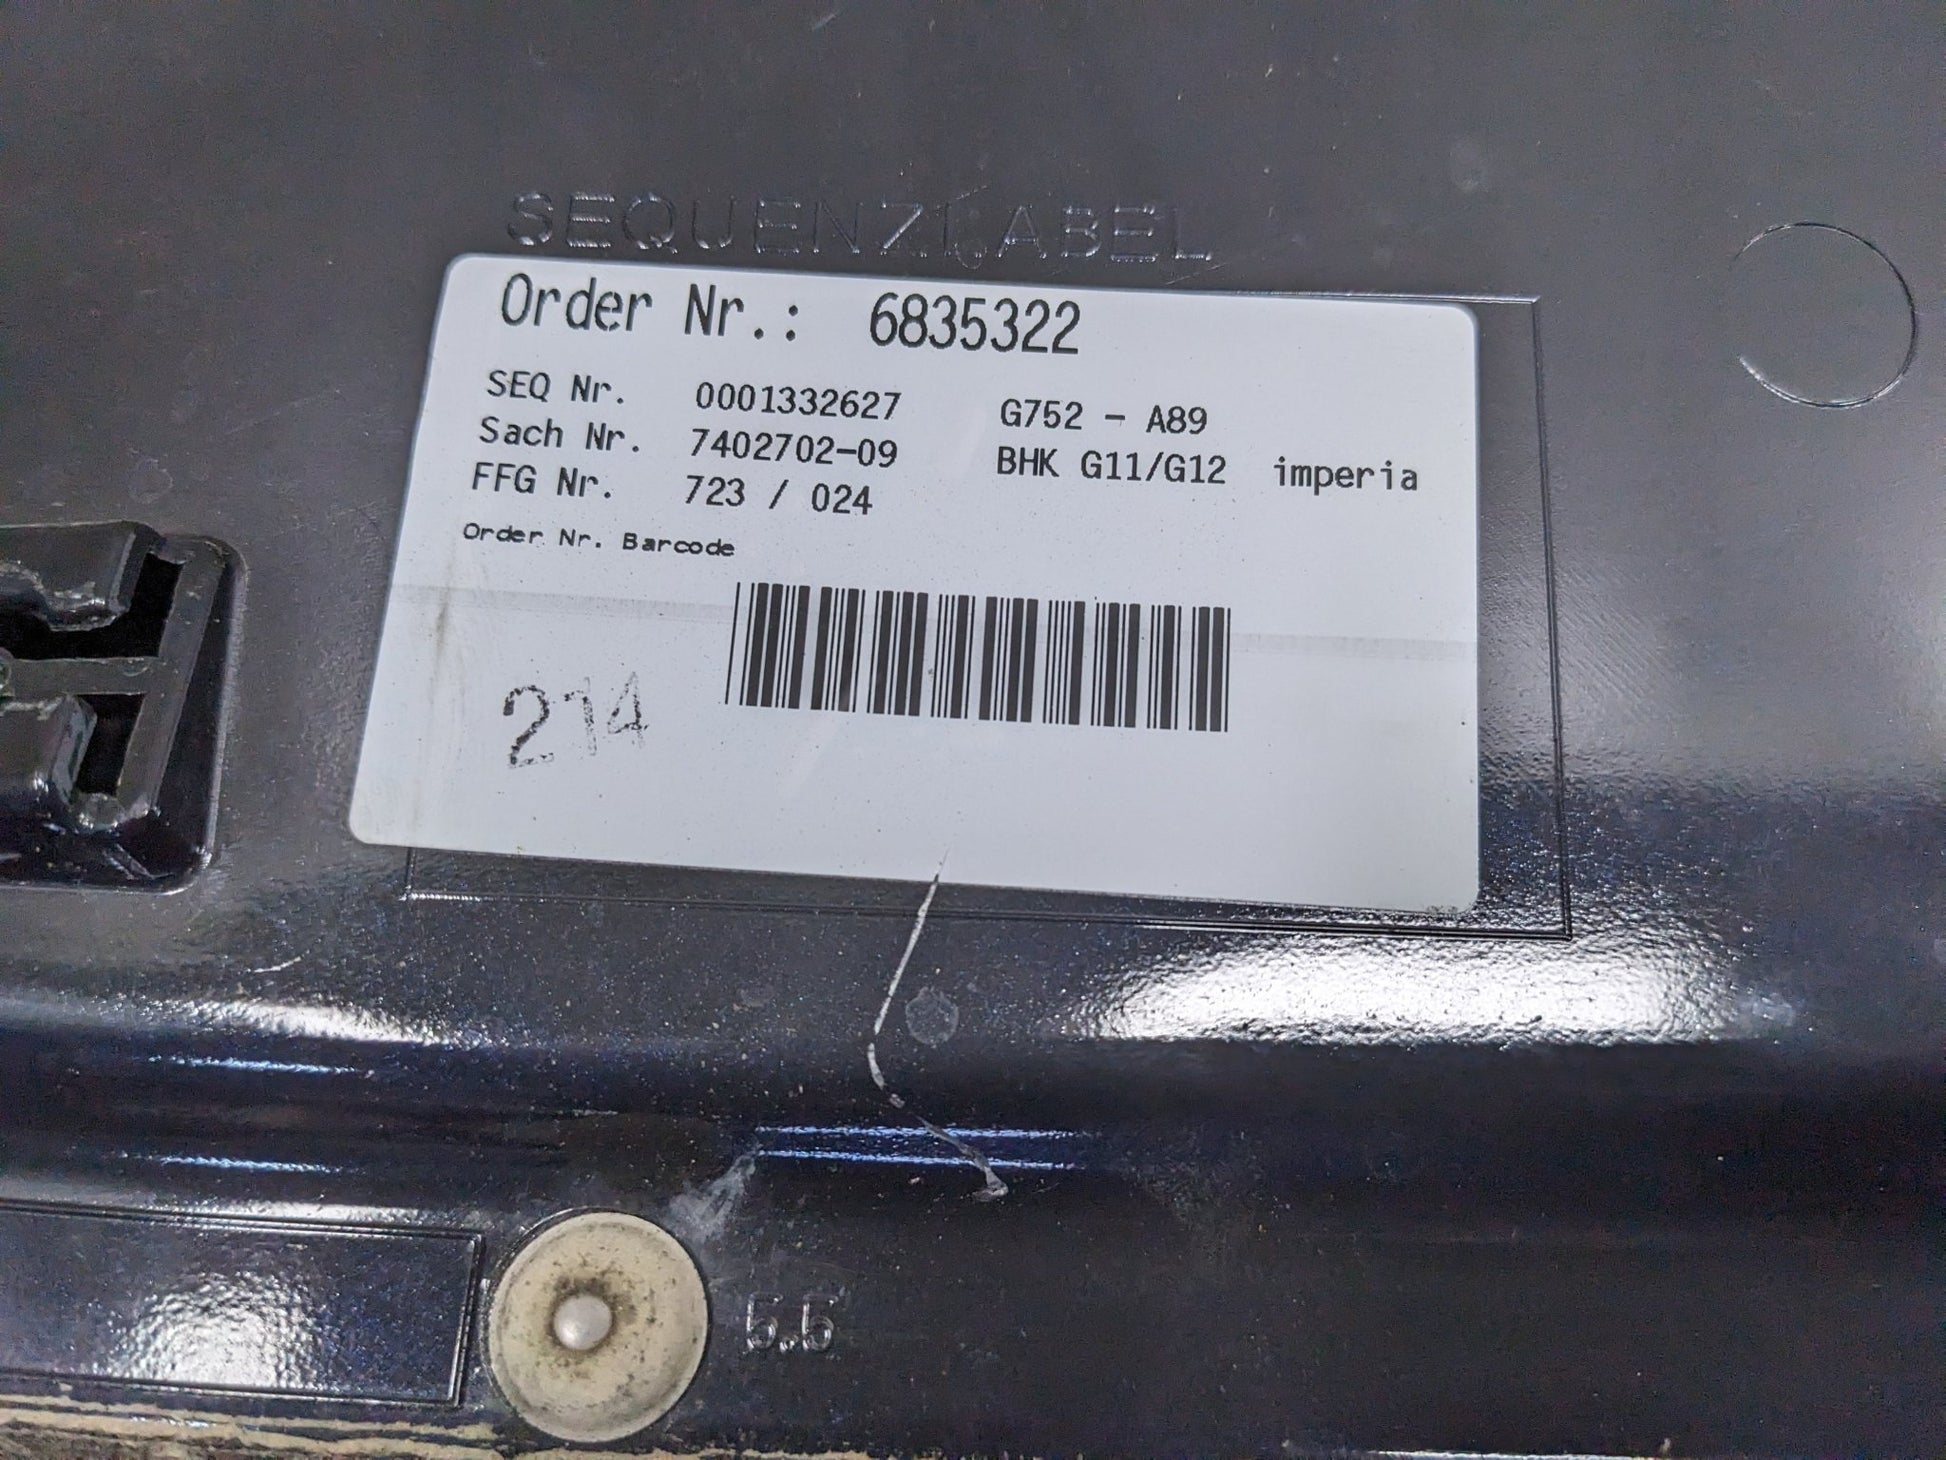 SEQUENZLABEL
Order Nr.: 6835322
SEQ Nr. 0001332627 G752 - A89
Sach Nr. 7402702-09 BHK G11/G12 imperia
FFG Nr. 723 / 024
Order Nr. Barcode
214
5.5